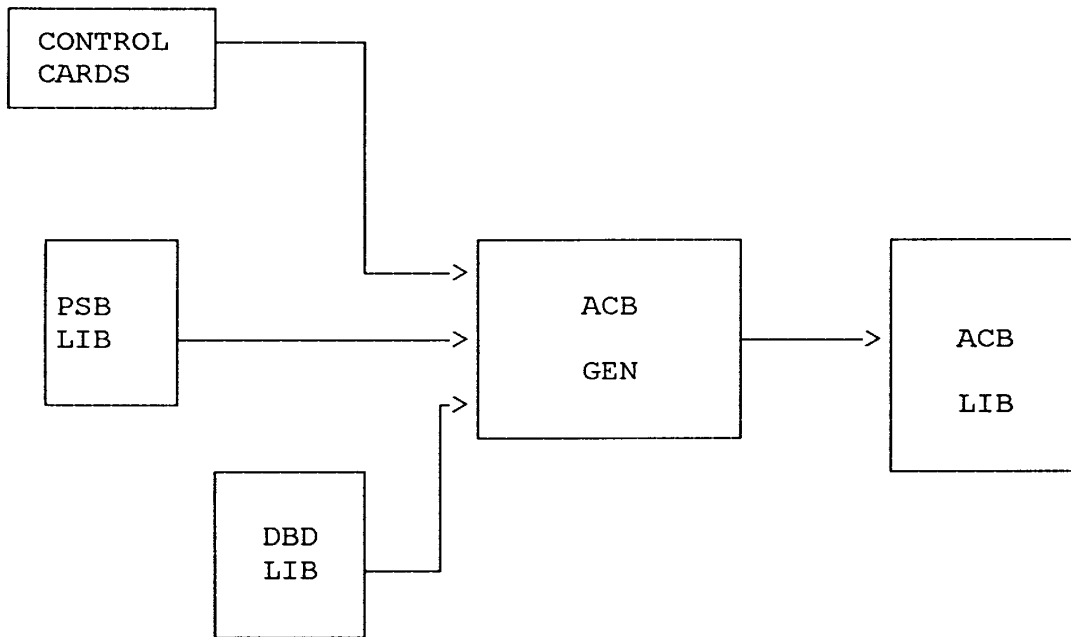 CONTROL
CARDS
PSB
LIB
ACB
GEN
ACB
LIB
DBD
LIB